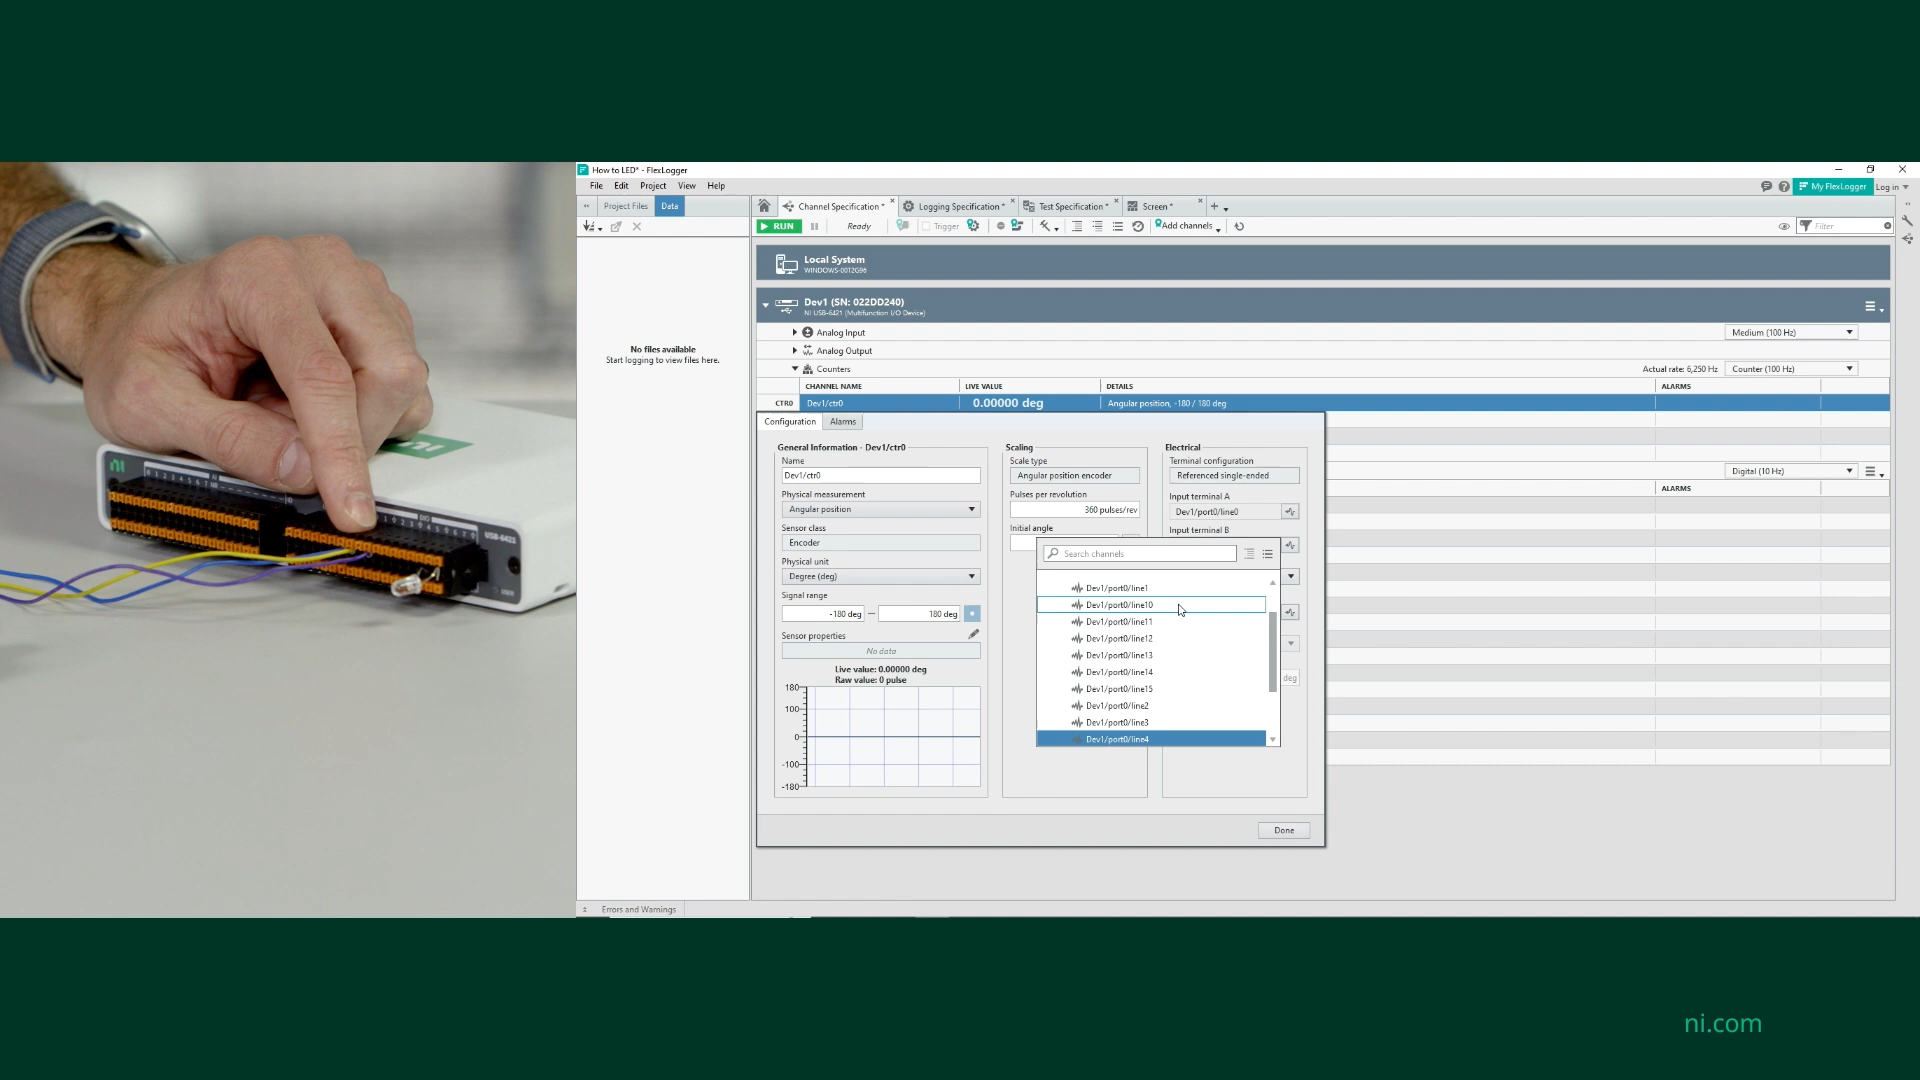 How to LED* - FlexLogger
File Edit Project View Help
My FlexLogger Log in
Project Files Data
Channel Specification * Logging Specification * Test Specification * Screen *
RUN Ready Trigger Add channels Filter
Local System
WINDOWS-00T2G96
Dev1 (SN: 022DD240)
NI USB-6421 (Multifunction I/O Device)
Analog Input Medium (100 Hz)
Analog Output
Counters Actual rate: 6,250 Hz Counter (100 Hz)
CHANNEL NAME LIVE VALUE DETAILS ALARMS
CTR0 Dev1/ctr0 0.00000 deg Angular position, -180 / 180 deg
No files available
Start logging to view files here.
Digital (10 Hz)
ALARMS
Configuration Alarms
General Information - Dev1/ctr0
Name
Dev1/ctr0
Physical measurement
Angular position
Sensor class
Encoder
Physical unit
Degree (deg)
Signal range
-180 deg — 180 deg
Sensor properties
No data
Live value: 0.00000 deg
Raw value: 0 pulse
180
100
0
-100
-180
Scaling
Scale type
Angular position encoder
Pulses per revolution
360 pulses/rev
Initial angle
Electrical
Terminal configuration
Referenced single-ended
Input terminal A
Dev1/port0/line0
Input terminal B
deg
Search channels
Dev1/port0/line1
Dev1/port0/line10
Dev1/port0/line11
Dev1/port0/line12
Dev1/port0/line13
Dev1/port0/line14
Dev1/port0/line15
Dev1/port0/line2
Dev1/port0/line3
Dev1/port0/line4
Done
Errors and Warnings
USB-6421
ni
ni.com